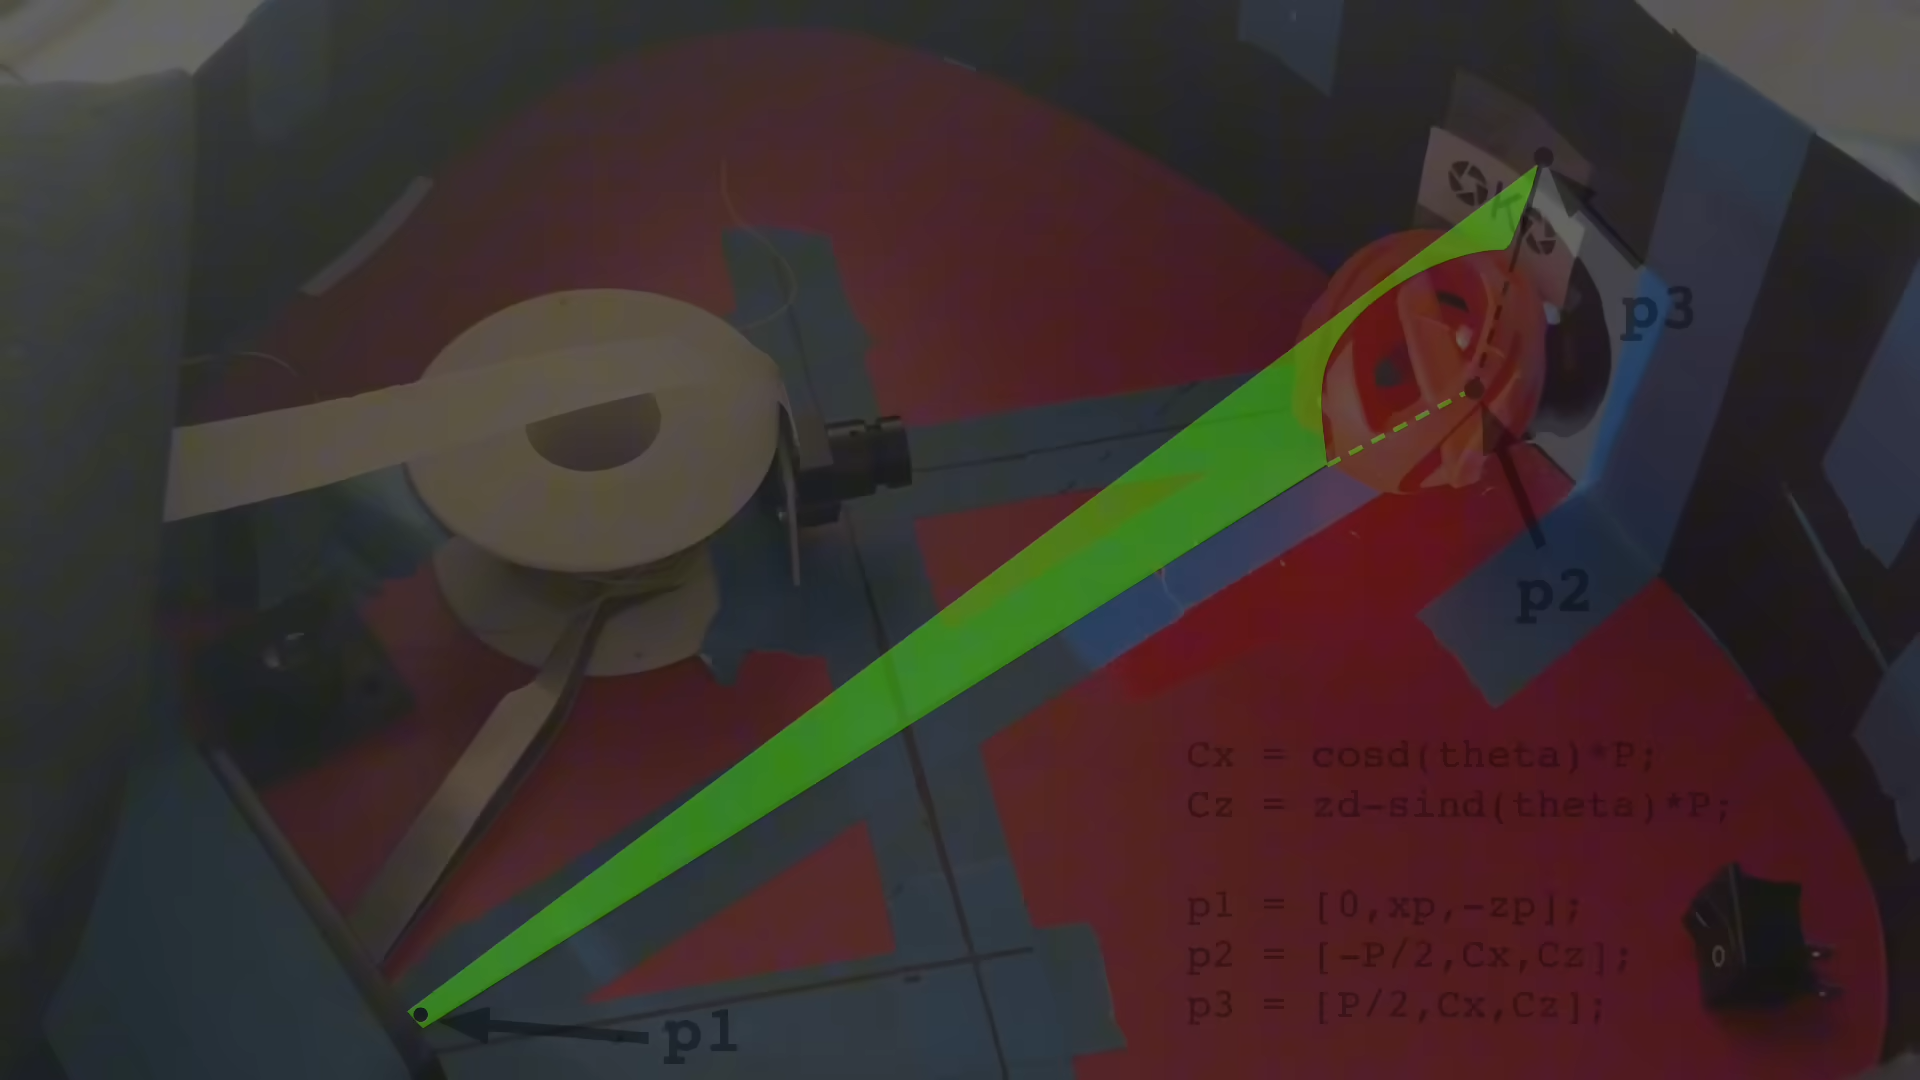 p3
p2
Cx = cosd(theta)*P;
Cz = zd-sind(theta)*P;
p1 = [0,xp,-zp];
p2 = [-P/2,Cx,Cz];
p3 = [P/2,Cx,Cz];
0
p1